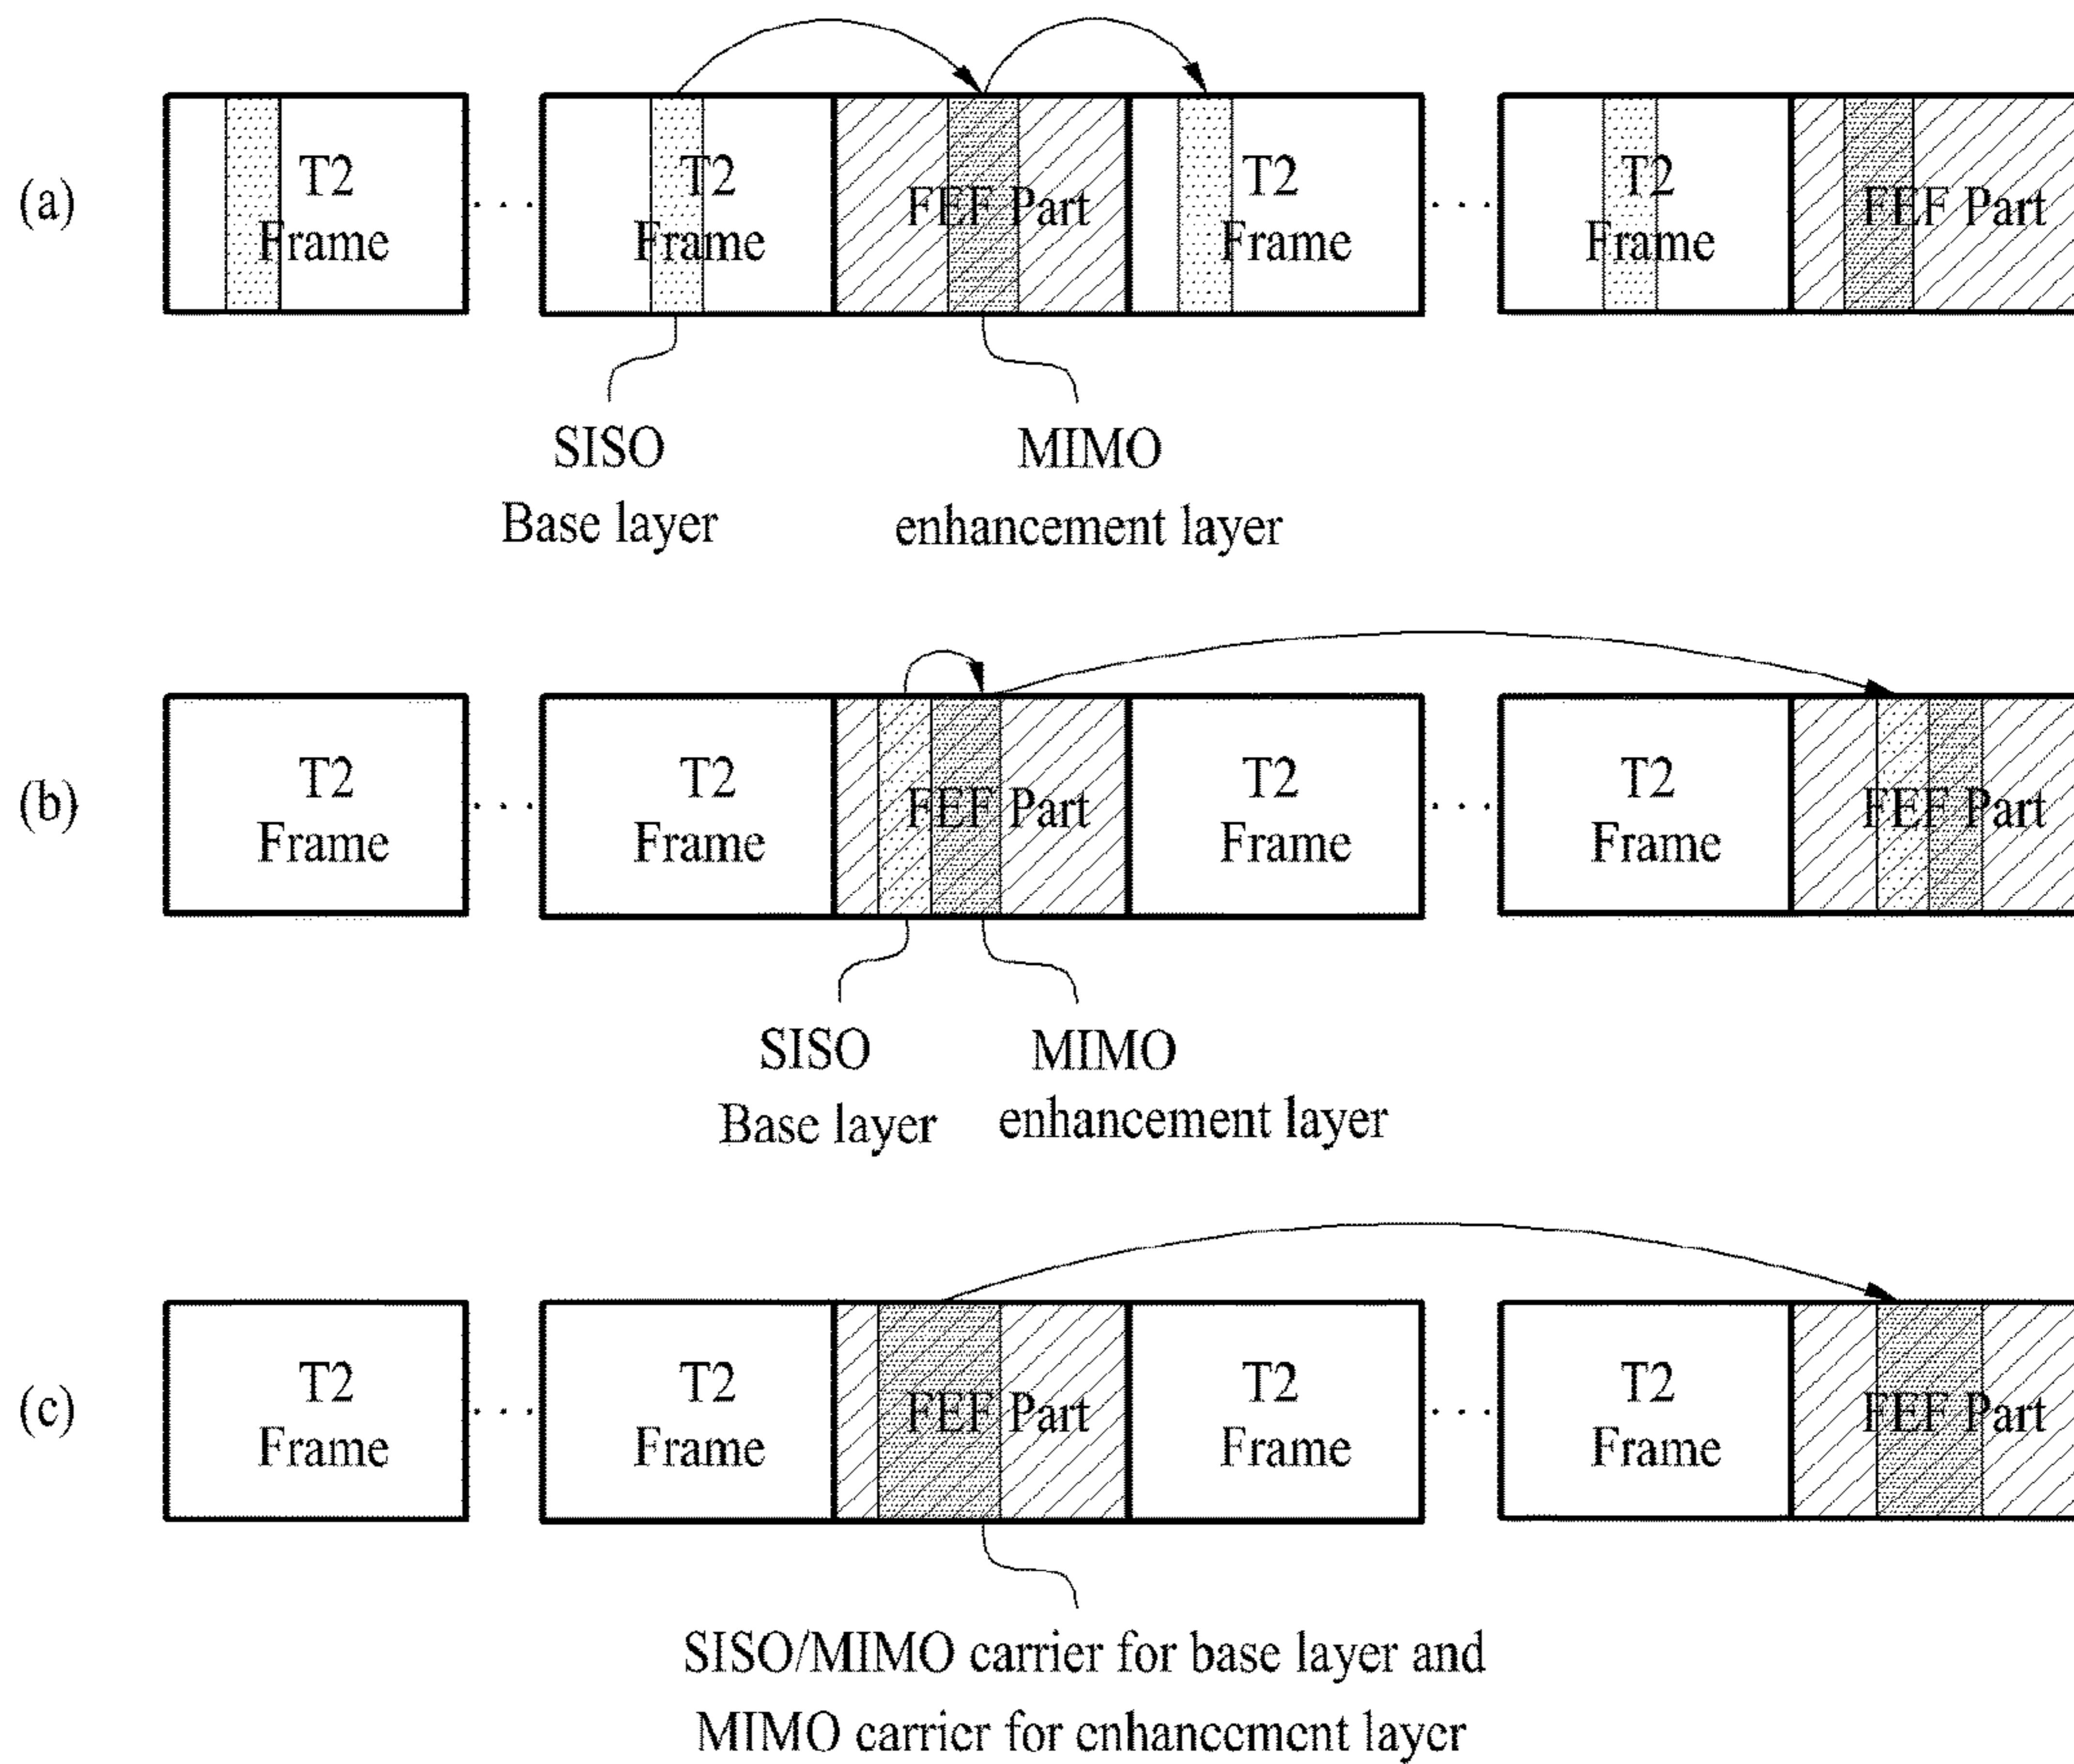 (a)
T2
Frame
. . .
T2
Frame
FEF Part
T2
Frame
. . .
T2
Frame
FEF Part
SISO
Base layer
MIMO
enhancement layer
(b)
T2
Frame
. . .
T2
Frame
FEF Part
T2
Frame
. . .
T2
Frame
FEF Part
SISO
Base layer
MIMO
enhancement layer
(c)
T2
Frame
. . .
T2
Frame
FEF Part
T2
Frame
. . .
T2
Frame
FEF Part
SISO/MIMO carrier for base layer and
MIMO carrier for enhancement layer